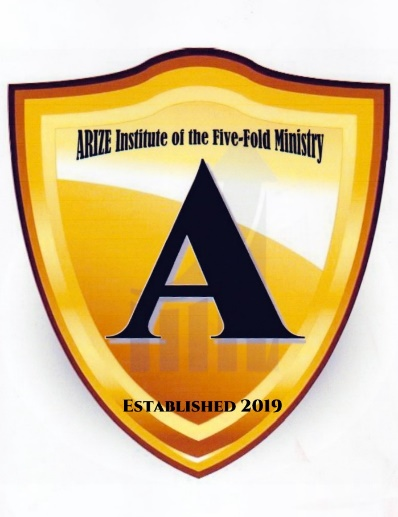 ARIZE Institute of the Five-Fold Ministry
A
Established 2019